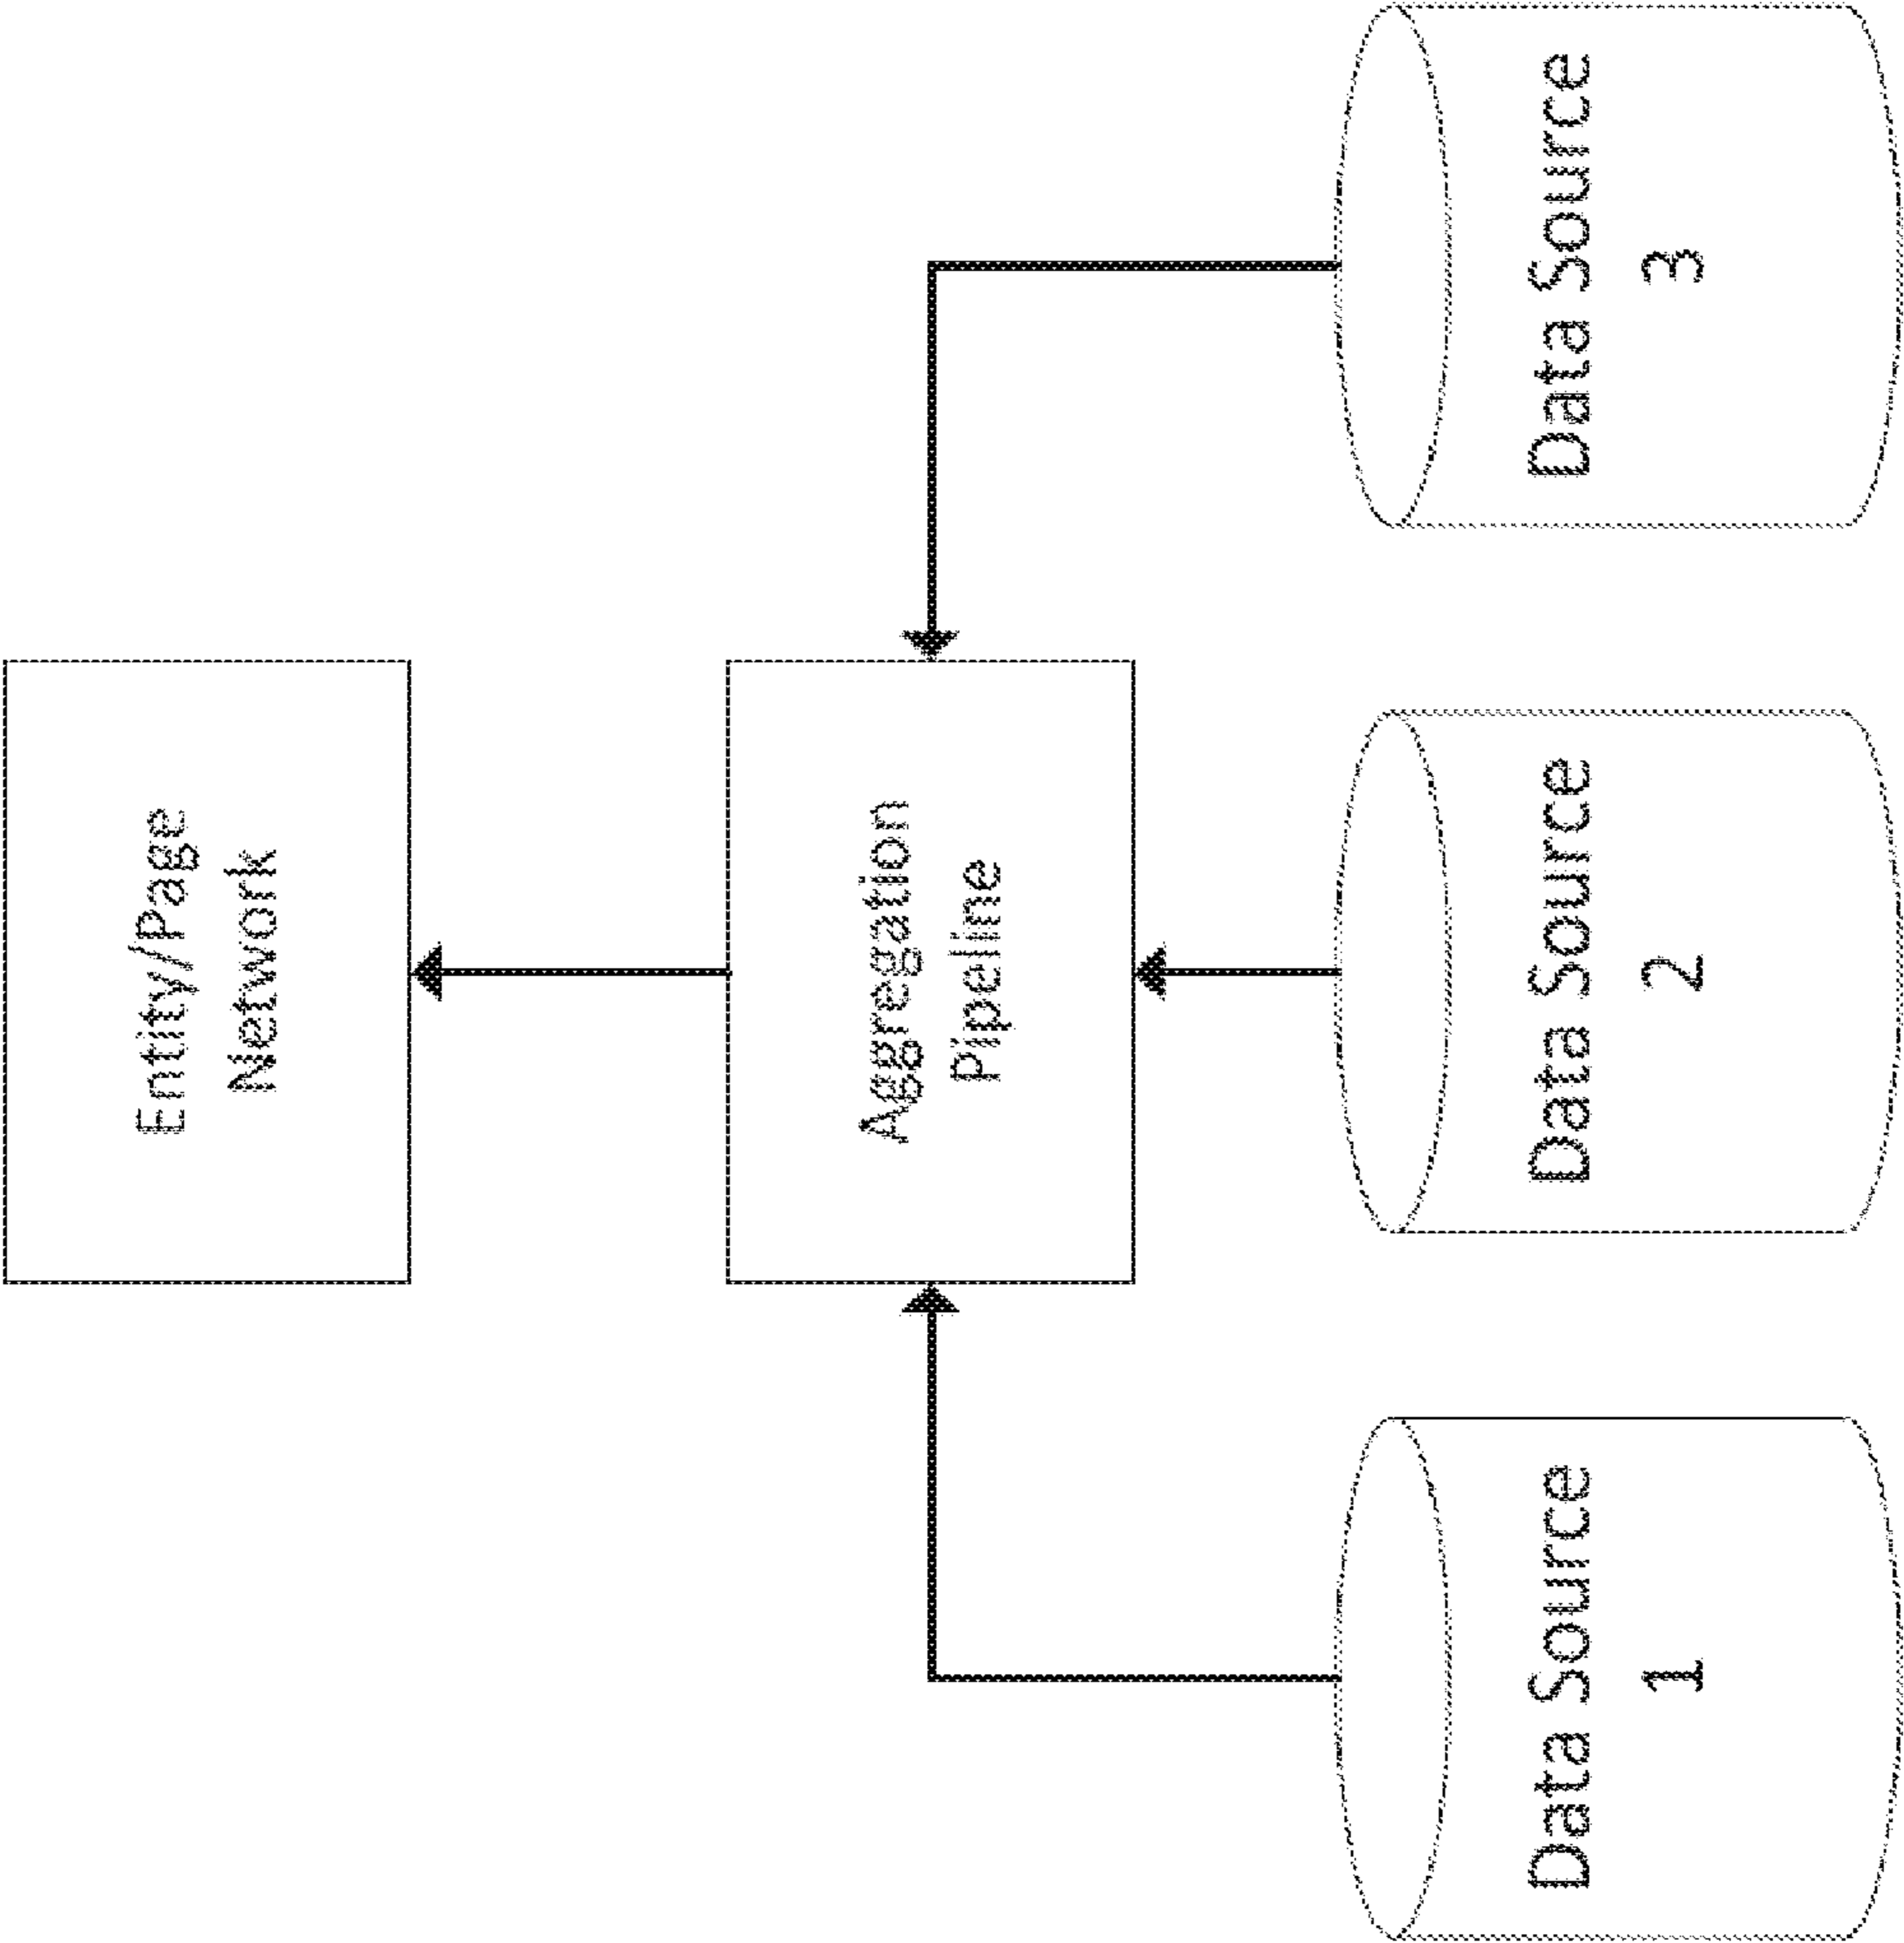 Entity/Page
Network
Aggregation
Pipeline
Data Source
1
Data Source
2
Data Source
3